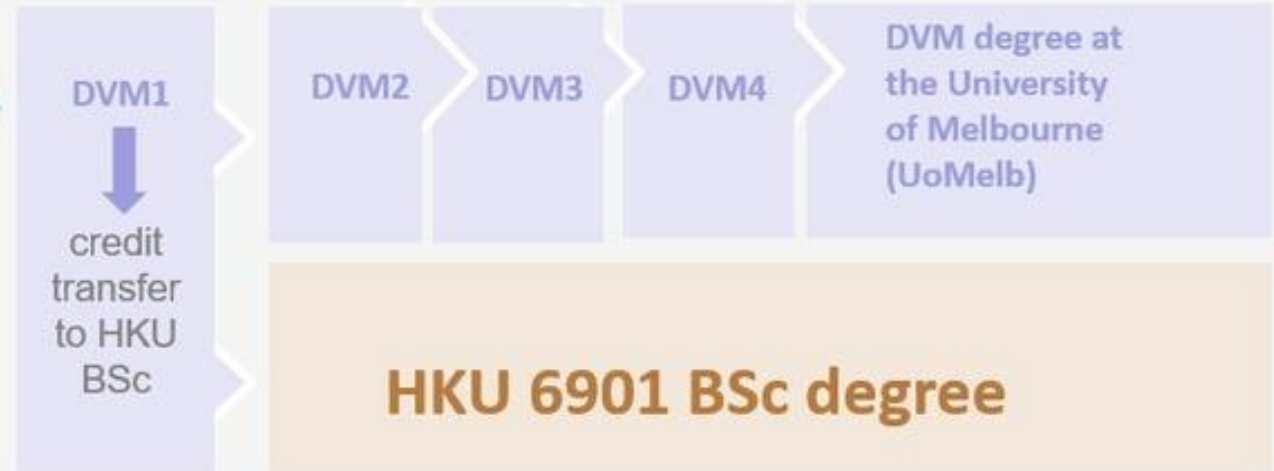 DVM1
credit
transfer
to HKU
BSc
DVM2
DVM3
DVM4
DVM degree at
the University
of Melbourne
(UoMelb)
HKU 6901 BSc degree